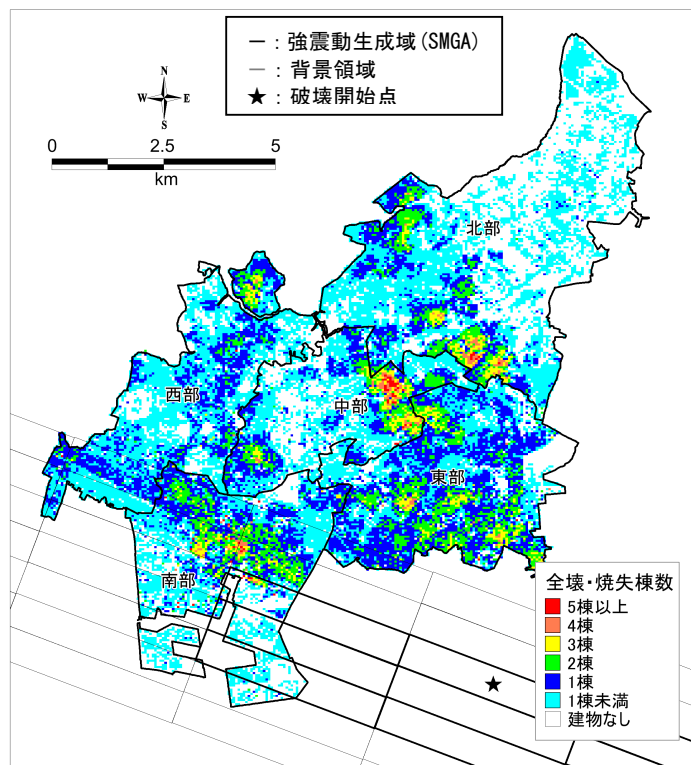 －：強震動生成域(SMGA)
－：背景領域
★：破壊開始点
N
W E
S
0 2.5 5
km
北部
西部
中部
東部
南部
全壊・焼失棟数
5棟以上
4棟
3棟
2棟
1棟
1棟未満
建物なし